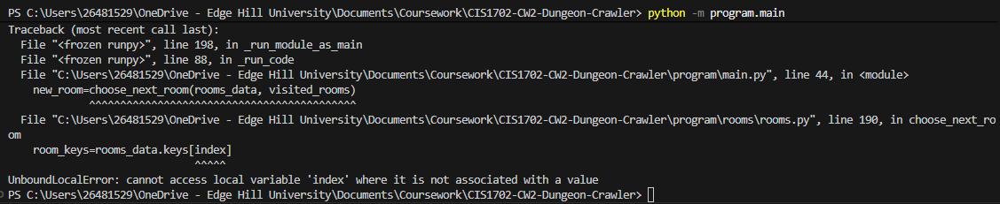 PS C:\Users\26481529\OneDrive - Edge Hill University\Documents\Coursework\CIS1702-CW2-Dungeon-Crawler> python -m program.main
Traceback (most recent call last):
  File "<frozen runpy>", line 198, in _run_module_as_main
  File "<frozen runpy>", line 88, in _run_code
  File "C:\Users\26481529\OneDrive - Edge Hill University\Documents\Coursework\CIS1702-CW2-Dungeon-Crawler\program\main.py", line 44, in <module>
    new_room=choose_next_room(rooms_data, visited_rooms)
             ^^^^^^^^^^^^^^^^^^^^^^^^^^^^^^^^^^^^^^^^^^^
  File "C:\Users\26481529\OneDrive - Edge Hill University\Documents\Coursework\CIS1702-CW2-Dungeon-Crawler\program\rooms\rooms.py", line 190, in choose_next_ro
om
    room_keys=rooms_data.keys[index]
                              ^^^^^
UnboundLocalError: cannot access local variable 'index' where it is not associated with a value
PS C:\Users\26481529\OneDrive - Edge Hill University\Documents\Coursework\CIS1702-CW2-Dungeon-Crawler>